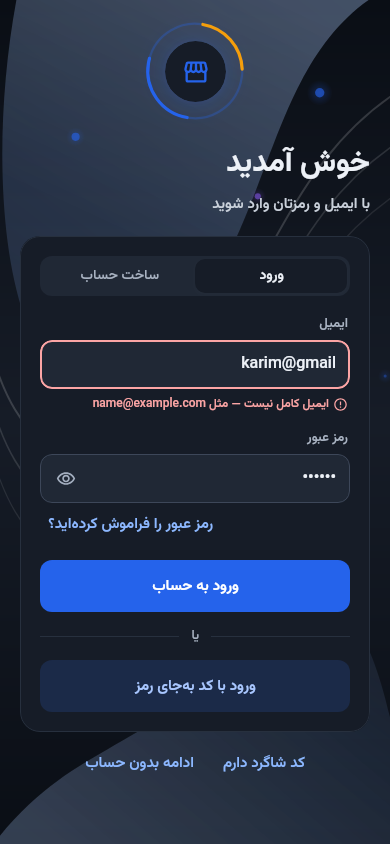 خوش آمدید
با ایمیل و رمزتان وارد شوید
ورود
ساخت حساب
ایمیل
karim@gmail
ایمیل کامل نیست — مثل name@example.com
رمز عبور
••••••
رمز عبور را فراموش کرده‌اید؟
ورود به حساب
یا
ورود با کد به‌جای رمز
کد شاگرد دارم
ادامه بدون حساب